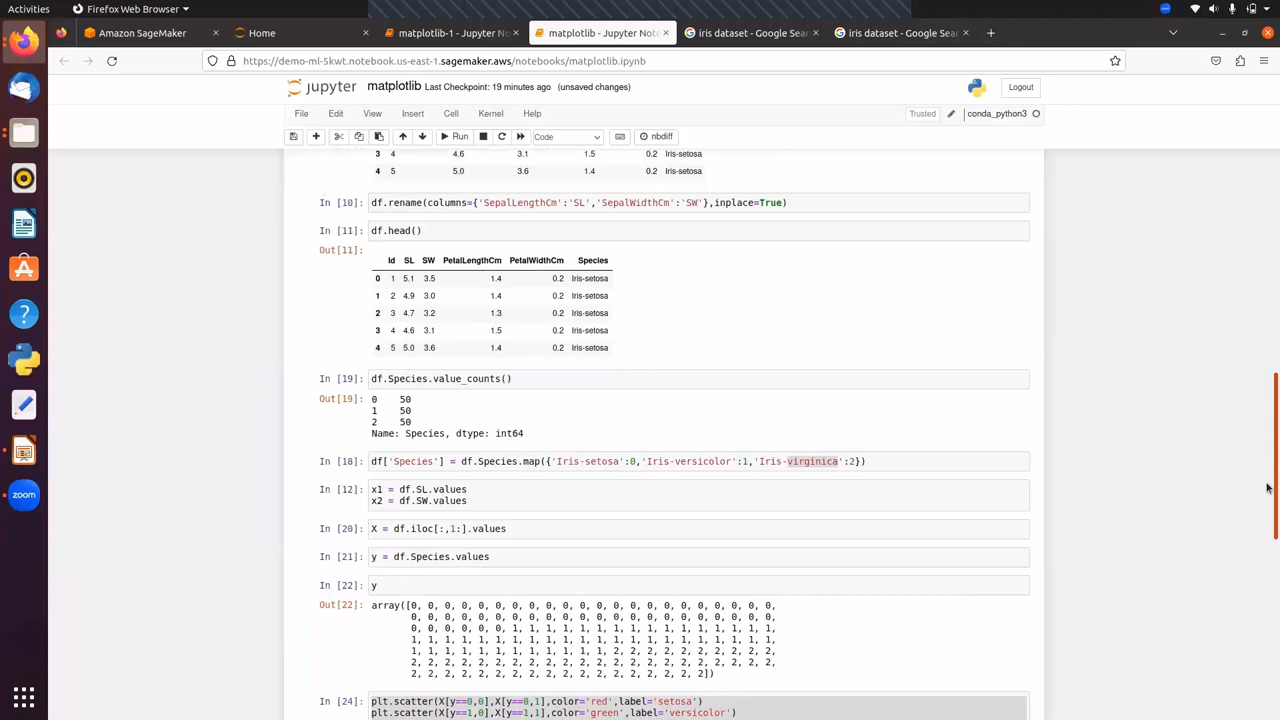 Activities
Firefox Web Browser
Amazon SageMaker
Home
matplotlib-1 - Jupyter Not
matplotlib - Jupyter Note
iris dataset - Google Sear
iris dataset - Google Sear
https://demo-ml-5kwt.notebook.us-east-1.sagemaker.aws/notebooks/matplotlib.ipynb
jupyter matplotlib Last Checkpoint: 19 minutes ago (unsaved changes)
Logout
File Edit View Insert Cell Kernel Help
Trusted
conda_python3
Run
Code
nbdiff
3 4 4.6 3.1 1.5 0.2 Iris-setosa
4 5 5.0 3.6 1.4 0.2 Iris-setosa
In [10]: df.rename(columns={'SepalLengthCm':'SL','SepalWidthCm':'SW'},inplace=True)
In [11]: df.head()
Out[11]:
Id SL SW PetalLengthCm PetalWidthCm Species
0 1 5.1 3.5 1.4 0.2 Iris-setosa
1 2 4.9 3.0 1.4 0.2 Iris-setosa
2 3 4.7 3.2 1.3 0.2 Iris-setosa
3 4 4.6 3.1 1.5 0.2 Iris-setosa
4 5 5.0 3.6 1.4 0.2 Iris-setosa
In [19]: df.Species.value_counts()
Out[19]: 0 50
1 50
2 50
Name: Species, dtype: int64
In [18]: df['Species'] = df.Species.map({'Iris-setosa':0,'Iris-versicolor':1,'Iris-virginica':2})
In [12]: x1 = df.SL.values
x2 = df.SW.values
In [20]: X = df.iloc[:,1:].values
In [21]: y = df.Species.values
In [22]: y
Out[22]: array([0, 0, 0, 0, 0, 0, 0, 0, 0, 0, 0, 0, 0, 0, 0, 0, 0, 0, 0, 0, 0, 0,
0, 0, 0, 0, 0, 0, 0, 0, 0, 0, 0, 0, 0, 0, 0, 0, 0, 0, 0, 0, 0, 0,
0, 0, 0, 0, 0, 0, 1, 1, 1, 1, 1, 1, 1, 1, 1, 1, 1, 1, 1, 1, 1, 1,
1, 1, 1, 1, 1, 1, 1, 1, 1, 1, 1, 1, 1, 1, 1, 1, 1, 1, 1, 1, 1, 1,
1, 1, 1, 1, 1, 1, 1, 1, 1, 1, 1, 1, 2, 2, 2, 2, 2, 2, 2, 2, 2, 2,
2, 2, 2, 2, 2, 2, 2, 2, 2, 2, 2, 2, 2, 2, 2, 2, 2, 2, 2, 2, 2, 2,
2, 2, 2, 2, 2, 2, 2, 2, 2, 2, 2, 2, 2, 2, 2, 2, 2, 2])
In [24]: plt.scatter(X[y==0,0],X[y==0,1],color='red',label='setosa')
plt.scatter(X[y==1,0],X[y==1,1],color='green',label='versicolor')
zoom